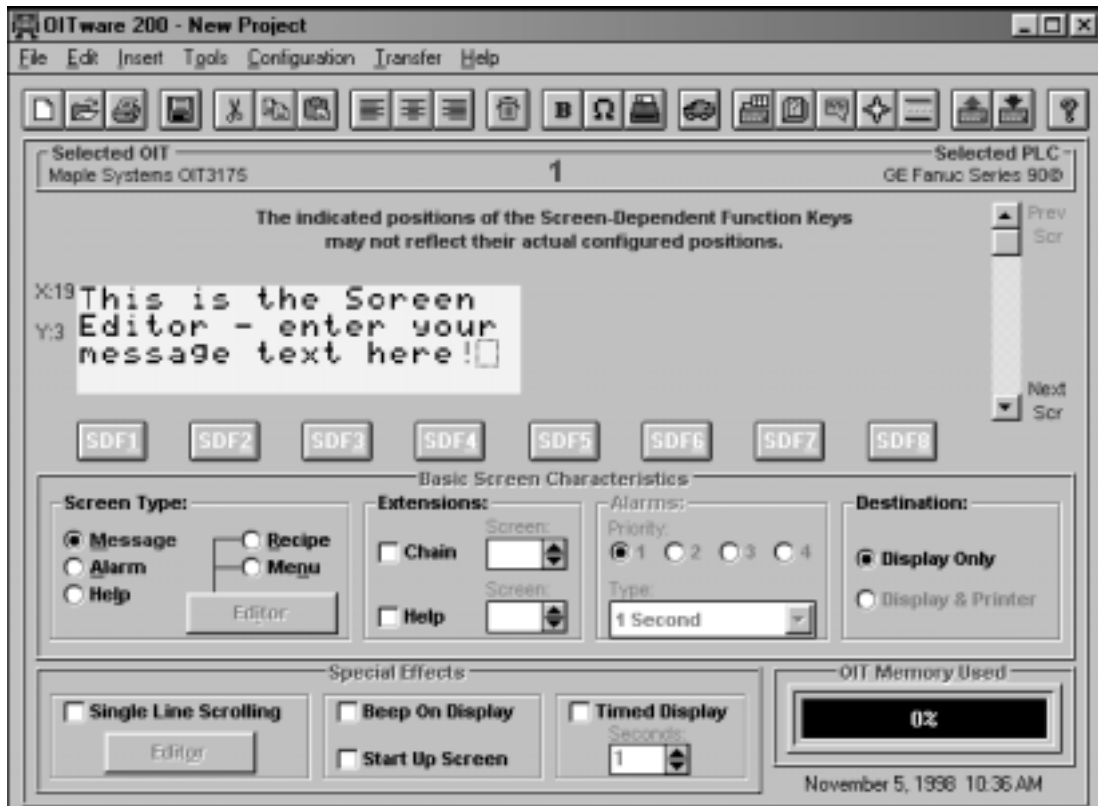 OITware 200 - New Project
File Edit Insert Tools Configuration Transfer Help
B Ω ?
Selected OIT
Selected PLC
Maple Systems OIT3175
1
GE Fanuc Series 90©
The indicated positions of the Screen-Dependent Function Keys
may not reflect their actual configured positions.
Prev
Scr
X:19
Y:3
This is the Soreen
Editor - enter your
message text here!
Next
Scr
SDF1 SDF2 SDF3 SDF4 SDF5 SDF6 SDF7 SDF8
Basic Screen Characteristics
Screen Type:
Message
Alarm
Help
Recipe
Menu
Editor
Extensions:
Screen:
Chain
Screen:
Help
Alarms:
Priority:
1 2 3 4
Type:
1 Second
Destination:
Display Only
Display & Printer
Special Effects
Single Line Scrolling
Editor
Beep On Display
Start Up Screen
Timed Display
Seconds:
1
OIT Memory Used
0%
November 5, 1998 10:36 AM